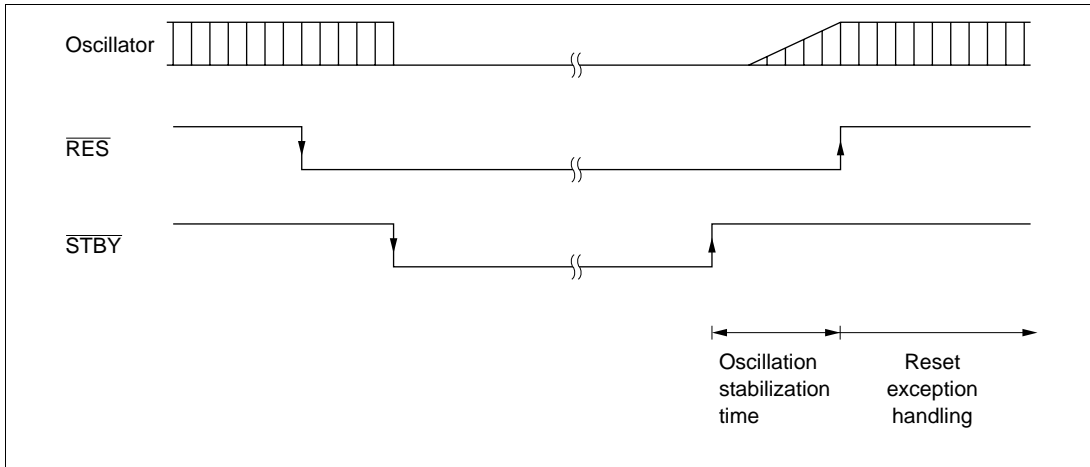 Oscillator
RES
STBY
Oscillation
stabilization
time
Reset
exception
handling